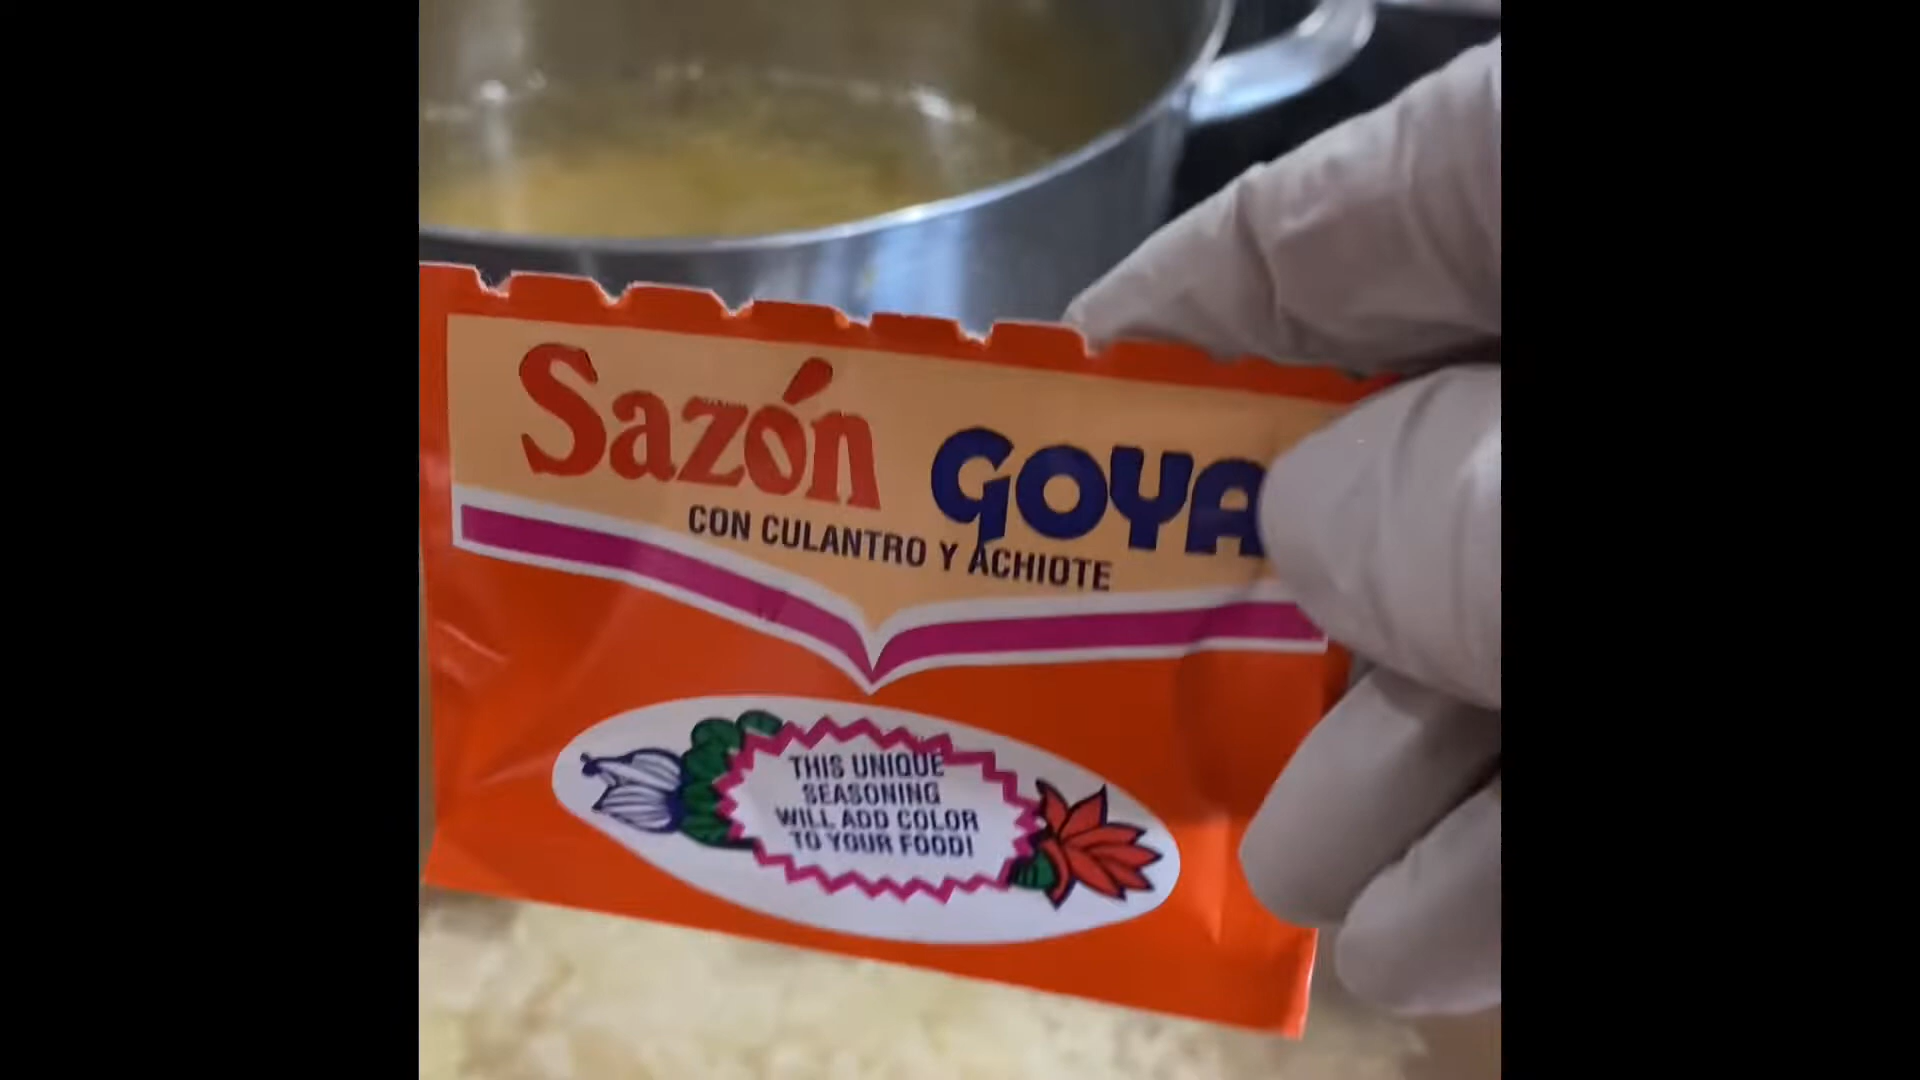 Sazón GOYA
CON CULANTRO Y ACHIOTE
THIS UNIQUE
SEASONING
WILL ADD COLOR
TO YOUR FOOD!